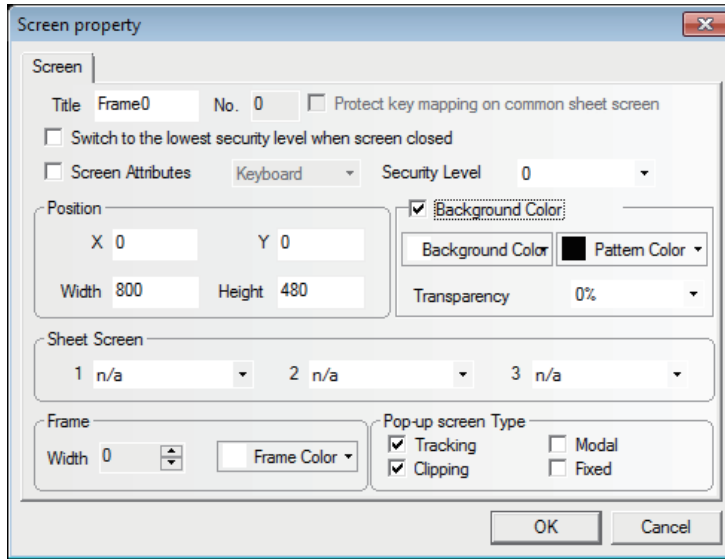 Screen property
Screen
Title Frame0 No. 0 Protect key mapping on common sheet screen
Switch to the lowest security level when screen closed
Screen Attributes Keyboard Security Level 0
Position
X 0 Y 0
Width 800 Height 480
Background Color
Background Color Pattern Color
Transparency 0%
Sheet Screen
1 n/a 2 n/a 3 n/a
Frame
Width 0 Frame Color
Pop-up screen Type
Tracking Modal
Clipping Fixed
OK Cancel